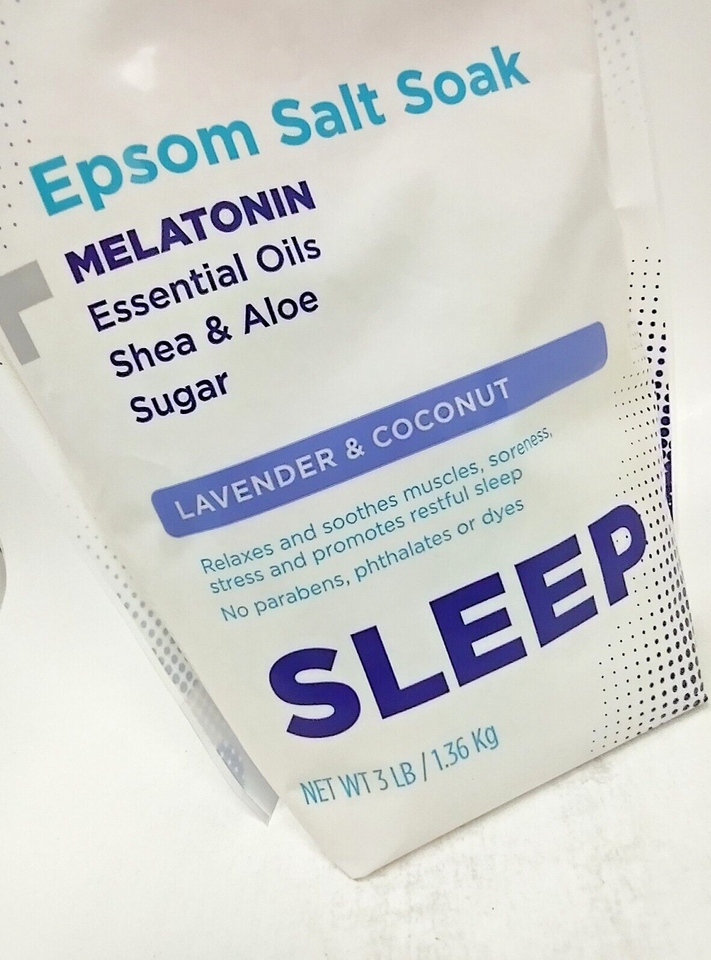 Epsom Salt Soak
MELATONIN
Essential Oils
Shea & Aloe
Sugar
LAVENDER & COCONUT
Relaxes and soothes muscles, soreness,
stress and promotes restful sleep
No parabens, phthalates or dyes
SLEEP
NET WT 3 LB / 1.36 Kg